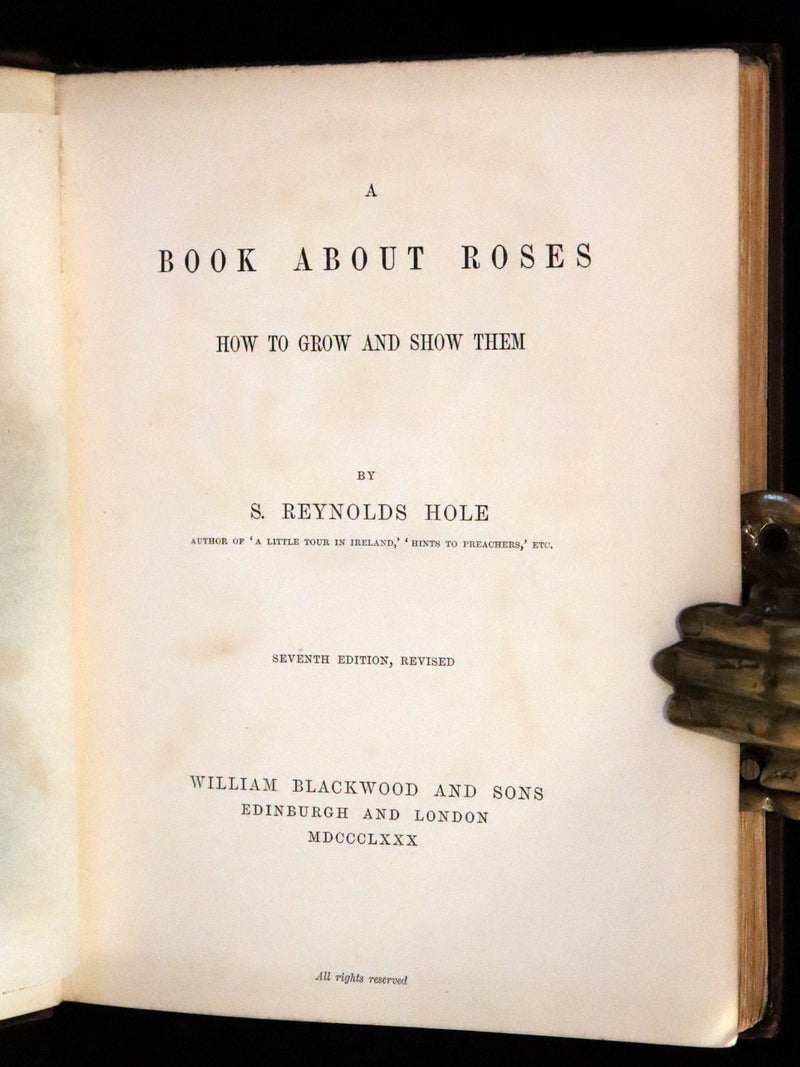 A
BOOK ABOUT ROSES
HOW TO GROW AND SHOW THEM
BY
S. REYNOLDS HOLE
AUTHOR OF ‘A LITTLE TOUR IN IRELAND,’ ‘HINTS TO PREACHERS,’ ETC.
SEVENTH EDITION, REVISED
WILLIAM BLACKWOOD AND SONS
EDINBURGH AND LONDON
MDCCCLXXX
All rights reserved